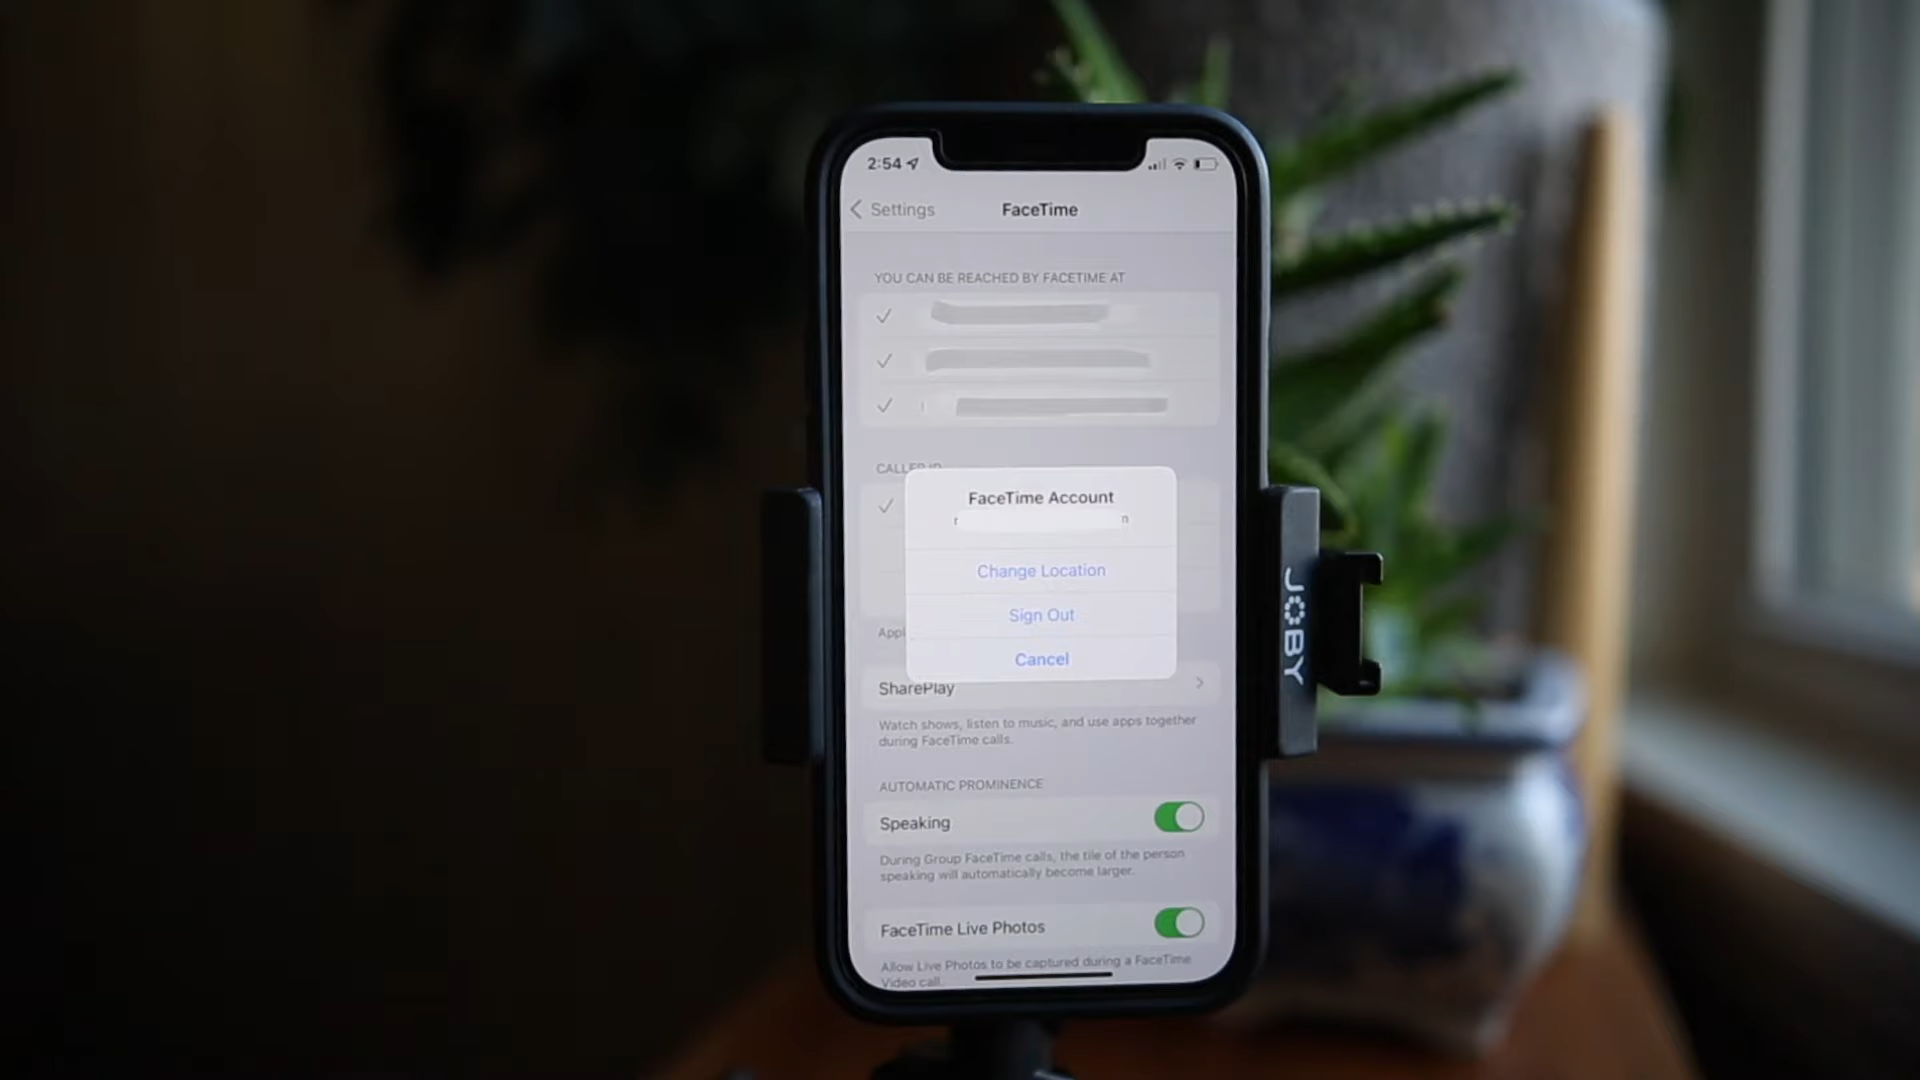 2:54
Settings
FaceTime
YOU CAN BE REACHED BY FACETIME AT
CALLER ID
FaceTime Account
Change Location
Sign Out
Cancel
SharePlay
Watch shows, listen to music, and use apps together
during FaceTime calls.
AUTOMATIC PROMINENCE
Speaking
During Group FaceTime calls, the tile of the person
speaking will automatically become larger.
FaceTime Live Photos
Allow Live Photos to be captured during a FaceTime
Video call.
JOBY